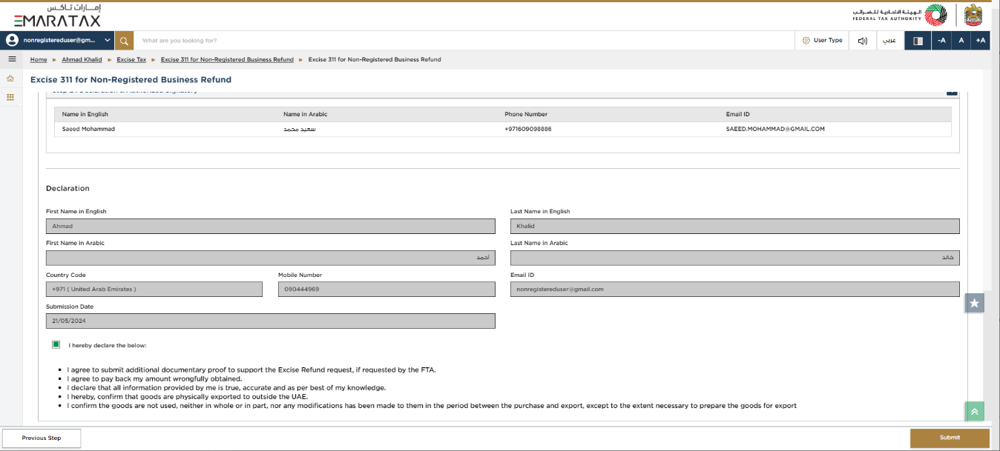 إمـــارات تــاكــس
EMARATAX
الهيئة الاتحادية للضرائب
FEDERAL TAX AUTHORITY
nonregistereduser@gm...
What are you looking for?
User Type
عربي
-A
A
+A
Home
Ahmad Khalid
Excise Tax
Excise 311 for Non-Registered Business Refund
Excise 311 for Non-Registered Business Refund
Excise 311 for Non-Registered Business Refund
Name in English
Name in Arabic
Phone Number
Email ID
Saeed Mohammad
سعيد محمد
+971609098886
SAEED.MOHAMMAD@GMAIL.COM
Declaration
First Name in English
Last Name in English
Ahmad
Khalid
First Name in Arabic
Last Name in Arabic
أحمد
خالد
Country Code
Mobile Number
Email ID
+971 ( United Arab Emirates )
090444969
nonregistereduser@gmail.com
Submission Date
21/05/2024
I hereby declare the below:
I agree to submit additional documentary proof to support the Excise Refund request, if requested by the FTA.
I agree to pay back my amount wrongfully obtained.
I declare that all information provided by me is true, accurate and as per best of my knowledge.
I hereby, confirm that goods are physically exported to outside the UAE.
I confirm the goods are not used, neither in whole or in part, nor any modifications has been made to them in the period between the purchase and export, except to the extent necessary to prepare the goods for export
Previous Step
Submit